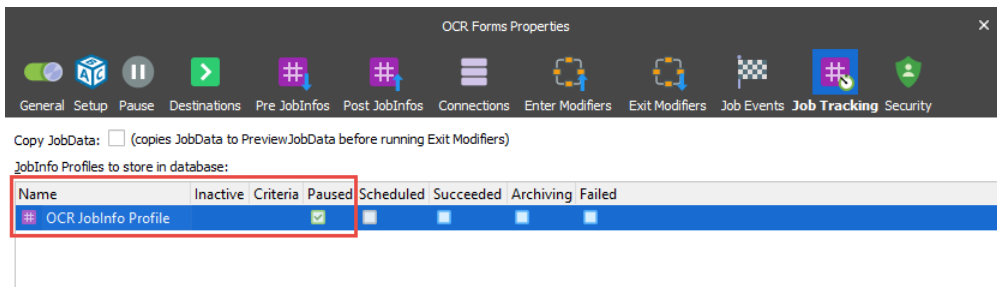 OCR Forms Properties
General Setup Pause Destinations Pre JobInfos Post JobInfos Connections Enter Modifiers Exit Modifiers Job Events Job Tracking Security
Copy JobData: (copies JobData to PreviewJobData before running Exit Modifiers)
JobInfo Profiles to store in database:
Name Inactive Criteria Paused Scheduled Succeeded Archiving Failed
OCR JobInfo Profile